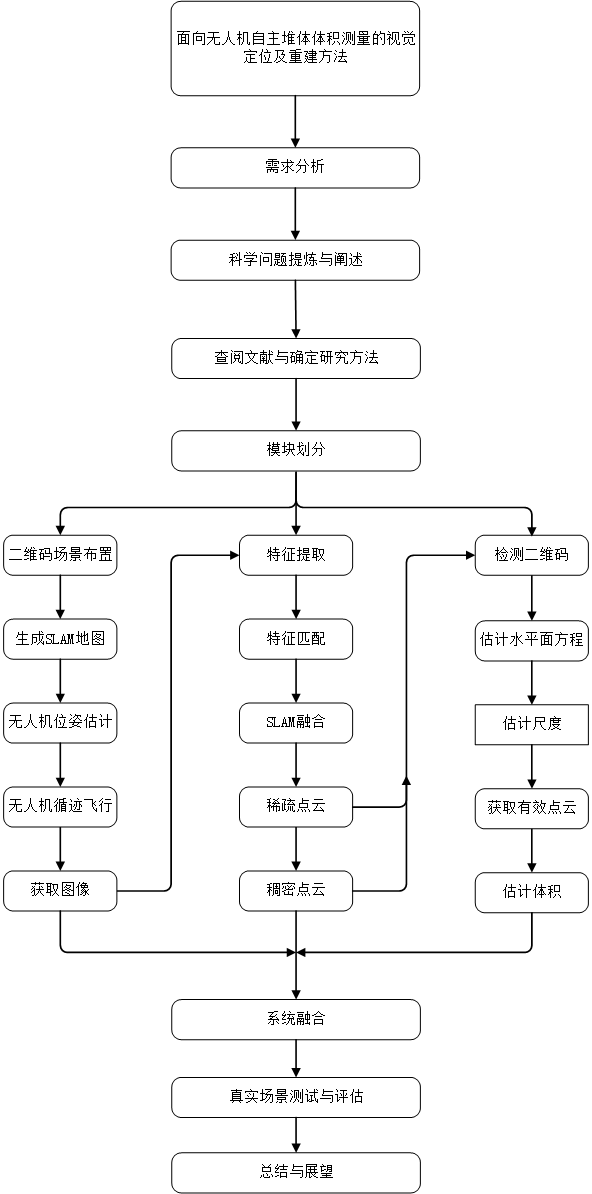 面向无人机自主堆体体积测量的视觉
定位及重建方法
需求分析
科学问题提炼与阐述
查阅文献与确定研究方法
模块划分
二维码场景布置
生成SLAM地图
无人机位姿估计
无人机循迹飞行
获取图像
特征提取
特征匹配
SLAM融合
稀疏点云
稠密点云
检测二维码
估计水平面方程
估计尺度
获取有效点云
估计体积
系统融合
真实场景测试与评估
总结与展望